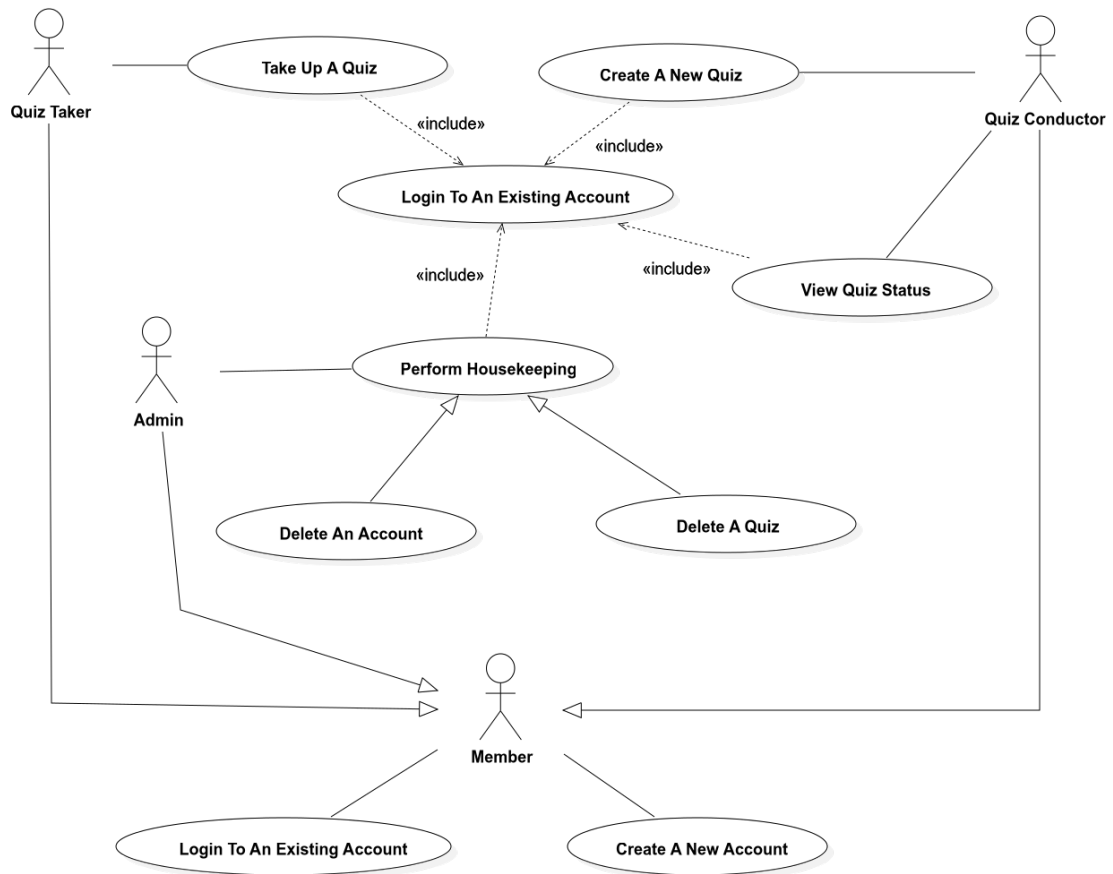 Take Up A Quiz
Create A New Quiz
Quiz Taker
Quiz Conductor
«include»
«include»
Login To An Existing Account
«include»
«include»
View Quiz Status
Perform Housekeeping
Admin
Delete An Account
Delete A Quiz
Member
Login To An Existing Account
Create A New Account